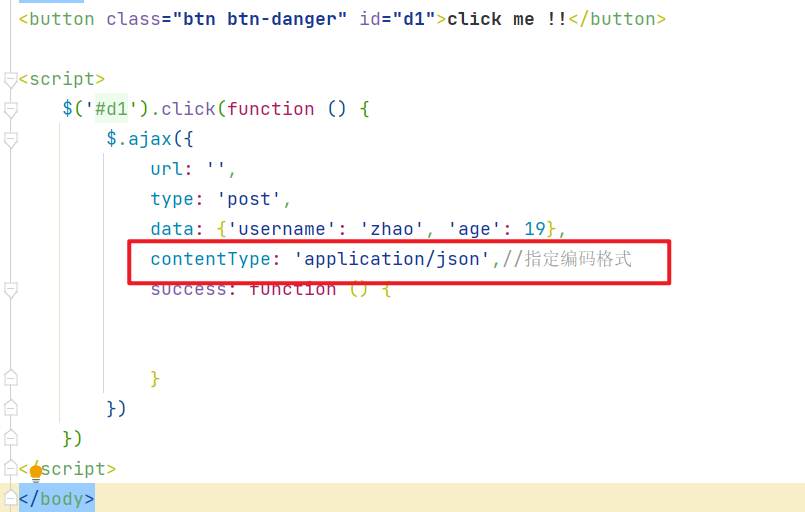 <button class="btn btn-danger" id="d1">click me !!</button>
<script>
$('#d1').click(function () {
$.ajax({
url: '',
type: 'post',
data: {'username': 'zhao', 'age': 19},
contentType: 'application/json',//指定编码格式
success: function () {
}
})
})
</script>
</body>